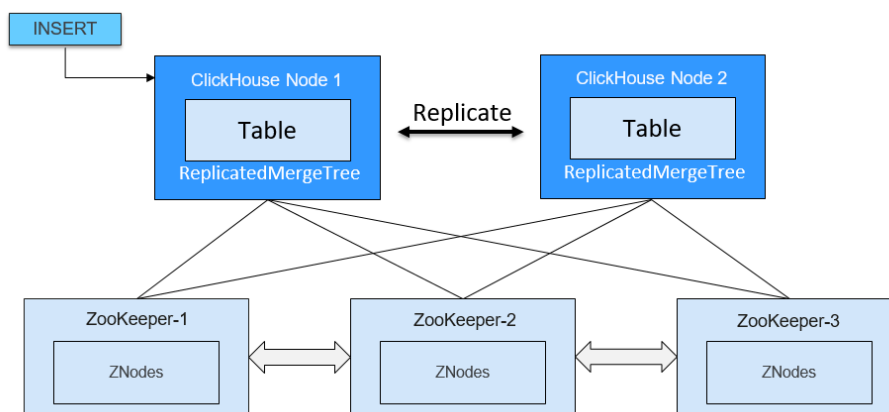 INSERT
ClickHouse Node 1
Table
ReplicatedMergeTree
Replicate
ClickHouse Node 2
Table
ReplicatedMergeTree
ZooKeeper-1
ZNodes
ZooKeeper-2
ZNodes
ZooKeeper-3
ZNodes